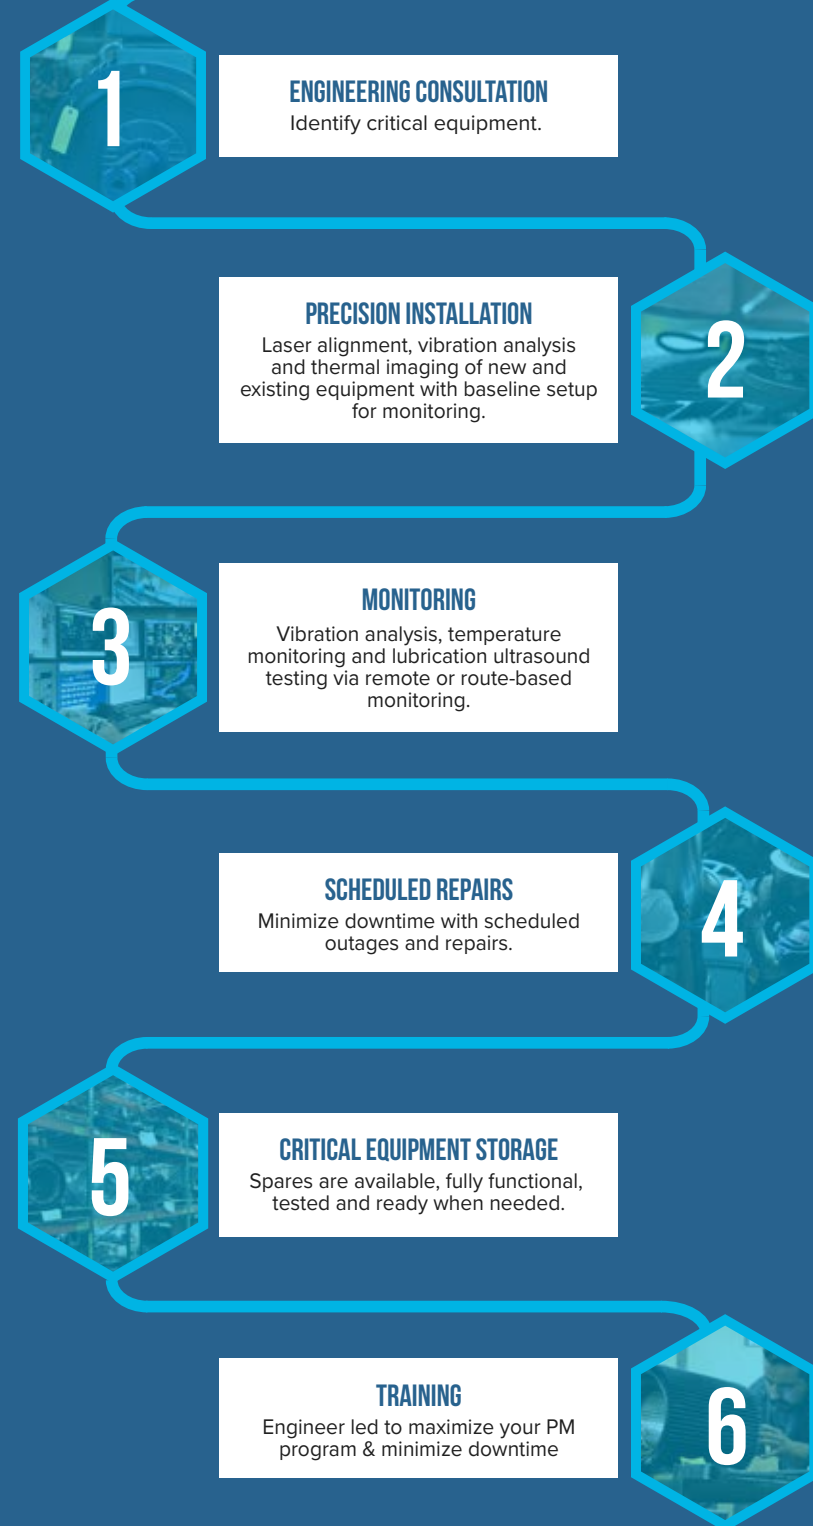 1
ENGINEERING CONSULTATION
Identify critical equipment.
PRECISION INSTALLATION
Laser alignment, vibration analysis
and thermal imaging of new and
existing equipment with baseline setup
for monitoring.
2
3
MONITORING
Vibration analysis, temperature
monitoring and lubrication ultrasound
testing via remote or route-based
monitoring.
SCHEDULED REPAIRS
Minimize downtime with scheduled
outages and repairs.
4
5
CRITICAL EQUIPMENT STORAGE
Spares are available, fully functional,
tested and ready when needed.
TRAINING
Engineer led to maximize your PM
program & minimize downtime
6